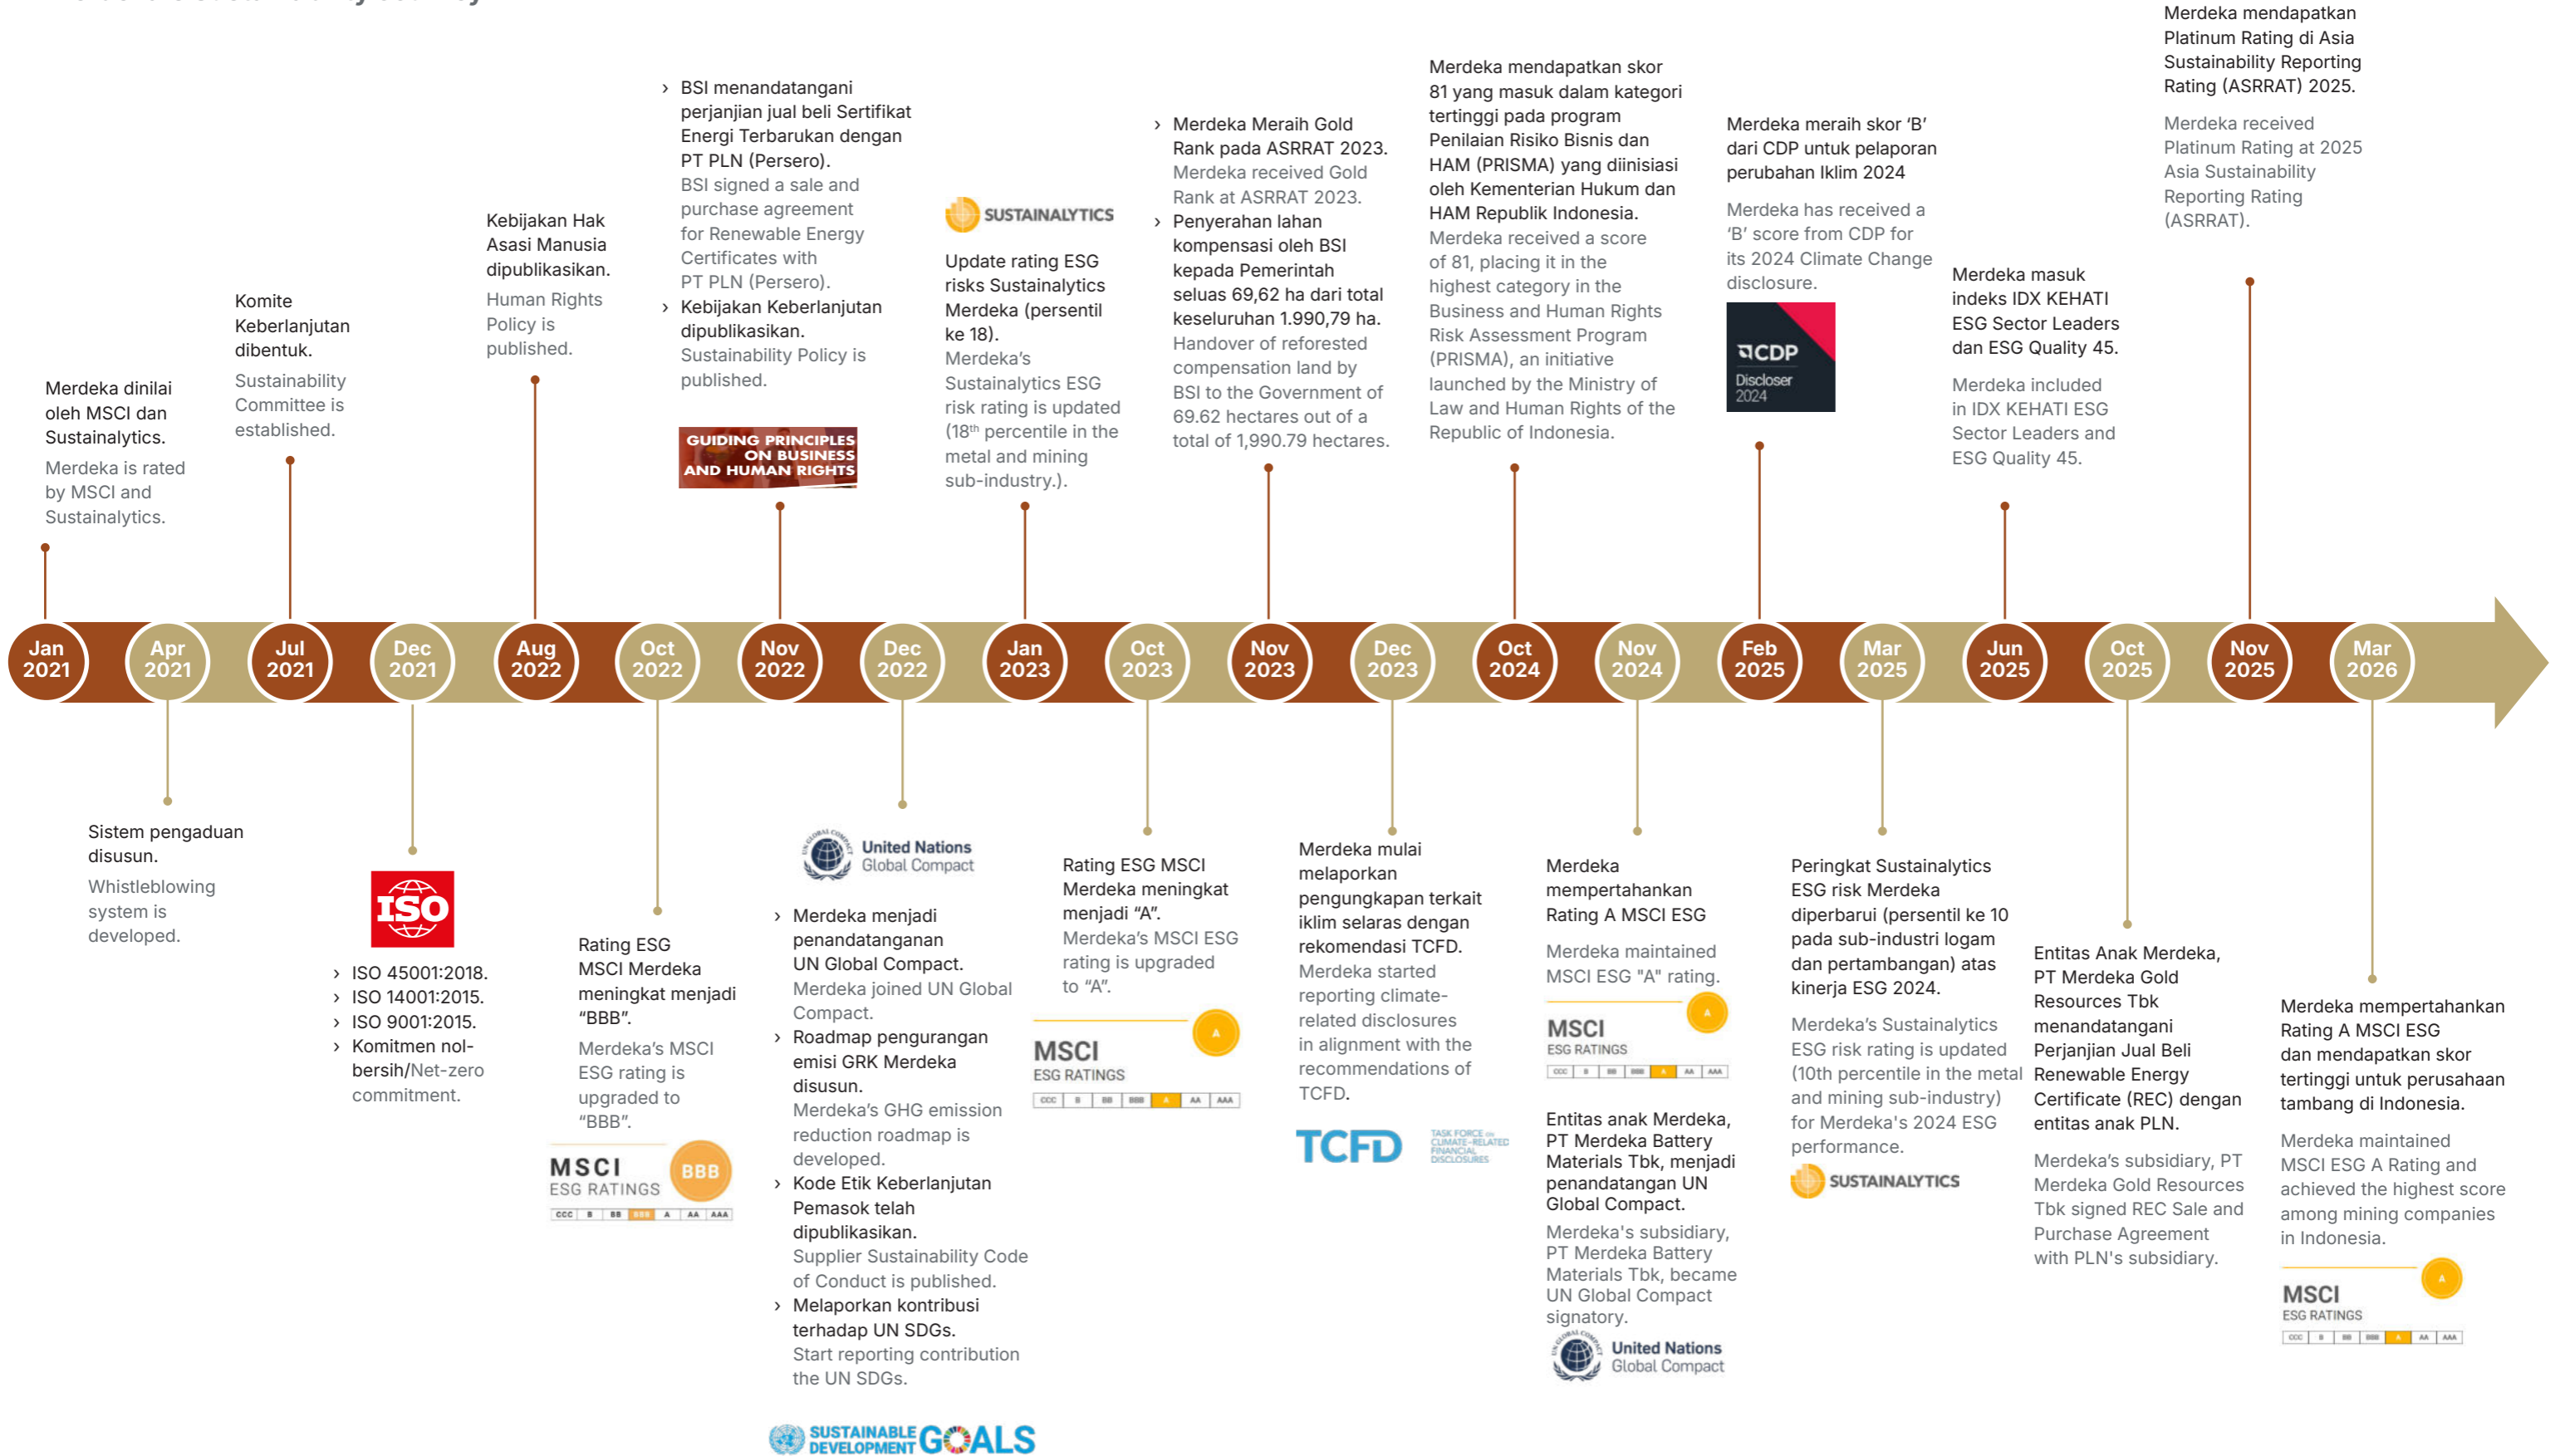 Jan
2021
Merdeka dinilai
oleh MSCI dan
Sustainalytics.
Merdeka is rated
by MSCI and
Sustainalytics.
Apr
2021
Sistem pengaduan
disusun.
Whistleblowing
system is
developed.
Jul
2021
Komite
Keberlanjutan
dibentuk.
Sustainability
Committee is
established.
Dec
2021
ISO
› ISO 45001:2018.
› ISO 14001:2015.
› ISO 9001:2015.
› Komitmen nol-
bersih/Net-zero
commitment.
Aug
2022
Kebijakan Hak
Asasi Manusia
dipublikasikan.
Human Rights
Policy is
published.
Oct
2022
Rating ESG
MSCI Merdeka
meningkat menjadi
“BBB”.
Merdeka’s MSCI
ESG rating is
upgraded to
“BBB”.
MSCI
ESG RATINGS
BBB
CCC B BB BBB A AA AAA
Nov
2022
› BSI menandatangani
perjanjian jual beli Sertifikat
Energi Terbarukan dengan
PT PLN (Persero).
BSI signed a sale and
purchase agreement
for Renewable Energy
Certificates with
PT PLN (Persero).
› Kebijakan Keberlanjutan
dipublikasikan.
Sustainability Policy is
published.
GUIDING PRINCIPLES
ON BUSINESS
AND HUMAN RIGHTS
Dec
2022
United Nations
Global Compact
› Merdeka menjadi
penandatanganan
UN Global Compact.
Merdeka joined UN Global
Compact.
› Roadmap pengurangan
emisi GRK Merdeka
disusun.
Merdeka’s GHG emission
reduction roadmap is
developed.
› Kode Etik Keberlanjutan
Pemasok telah
dipublikasikan.
Supplier Sustainability Code
of Conduct is published.
› Melaporkan kontribusi
terhadap UN SDGs.
Start reporting contribution
the UN SDGs.
SUSTAINABLE
DEVELOPMENT GOALS
Jan
2023
SUSTAINALYTICS
Update rating ESG
risks Sustainalytics
Merdeka (persentil
ke 18).
Merdeka’s
Sustainalytics ESG
risk rating is updated
(18th percentile in the
metal and mining
sub-industry.).
Oct
2023
Rating ESG MSCI
Merdeka meningkat
menjadi “A”.
Merdeka’s MSCI ESG
rating is upgraded
to “A”.
A
MSCI
ESG RATINGS
CCC B BB BBB A AA AAA
Nov
2023
› Merdeka Meraih Gold
Rank pada ASRRAT 2023.
Merdeka received Gold
Rank at ASRRAT 2023.
› Penyerahan lahan
kompensasi oleh BSI
kepada Pemerintah
seluas 69,62 ha dari total
keseluruhan 1.990,79 ha.
Handover of reforested
compensation land by
BSI to the Government of
69.62 hectares out of a
total of 1,990.79 hectares.
Dec
2023
Merdeka mulai
melaporkan
pengungkapan terkait
iklim selaras dengan
rekomendasi TCFD.
Merdeka started
reporting climate-
related disclosures
in alignment with the
recommendations of
TCFD.
TCFD
TASK FORCE on
CLIMATE-RELATED
FINANCIAL
DISCLOSURES
Oct
2024
Merdeka mendapatkan skor
81 yang masuk dalam kategori
tertinggi pada program
Penilaian Risiko Bisnis dan
HAM (PRISMA) yang diinisiasi
oleh Kementerian Hukum dan
HAM Republik Indonesia.
Merdeka received a score
of 81, placing it in the
highest category in the
Business and Human Rights
Risk Assessment Program
(PRISMA), an initiative
launched by the Ministry of
Law and Human Rights of the
Republic of Indonesia.
Nov
2024
Merdeka
mempertahankan
Rating A MSCI ESG
Merdeka maintained
MSCI ESG "A" rating.
A
MSCI
ESG RATINGS
CCC B BB BBB A AA AAA
Entitas anak Merdeka,
PT Merdeka Battery
Materials Tbk, menjadi
penandatangan UN
Global Compact.
Merdeka's subsidiary,
PT Merdeka Battery
Materials Tbk, became
UN Global Compact
signatory.
United Nations
Global Compact
Feb
2025
Merdeka meraih skor ‘B’
dari CDP untuk pelaporan
perubahan Iklim 2024
Merdeka has received a
‘B’ score from CDP for
its 2024 Climate Change
disclosure.
CDP
Discloser
2024
Mar
2025
Peringkat Sustainalytics
ESG risk Merdeka
diperbarui (persentil ke 10
pada sub-industri logam
dan pertambangan) atas
kinerja ESG 2024.
Merdeka’s Sustainalytics
ESG risk rating is updated
(10th percentile in the metal
and mining sub-industry)
for Merdeka's 2024 ESG
performance.
SUSTAINALYTICS
Jun
2025
Merdeka masuk
indeks IDX KEHATI
ESG Sector Leaders
dan ESG Quality 45.
Merdeka included
in IDX KEHATI ESG
Sector Leaders and
ESG Quality 45.
Oct
2025
Entitas Anak Merdeka,
PT Merdeka Gold
Resources Tbk
menandatangani
Perjanjian Jual Beli
Renewable Energy
Certificate (REC) dengan
entitas anak PLN.
Merdeka’s subsidiary, PT
Merdeka Gold Resources
Tbk signed REC Sale and
Purchase Agreement
with PLN's subsidiary.
Nov
2025
Merdeka mendapatkan
Platinum Rating di Asia
Sustainability Reporting
Rating (ASRRAT) 2025.
Merdeka received
Platinum Rating at 2025
Asia Sustainability
Reporting Rating
(ASRRAT).
Mar
2026
Merdeka mempertahankan
Rating A MSCI ESG
dan mendapatkan skor
tertinggi untuk perusahaan
tambang di Indonesia.
Merdeka maintained
MSCI ESG A Rating and
achieved the highest score
among mining companies
in Indonesia.
A
MSCI
ESG RATINGS
CCC B BB BBB A AA AAA